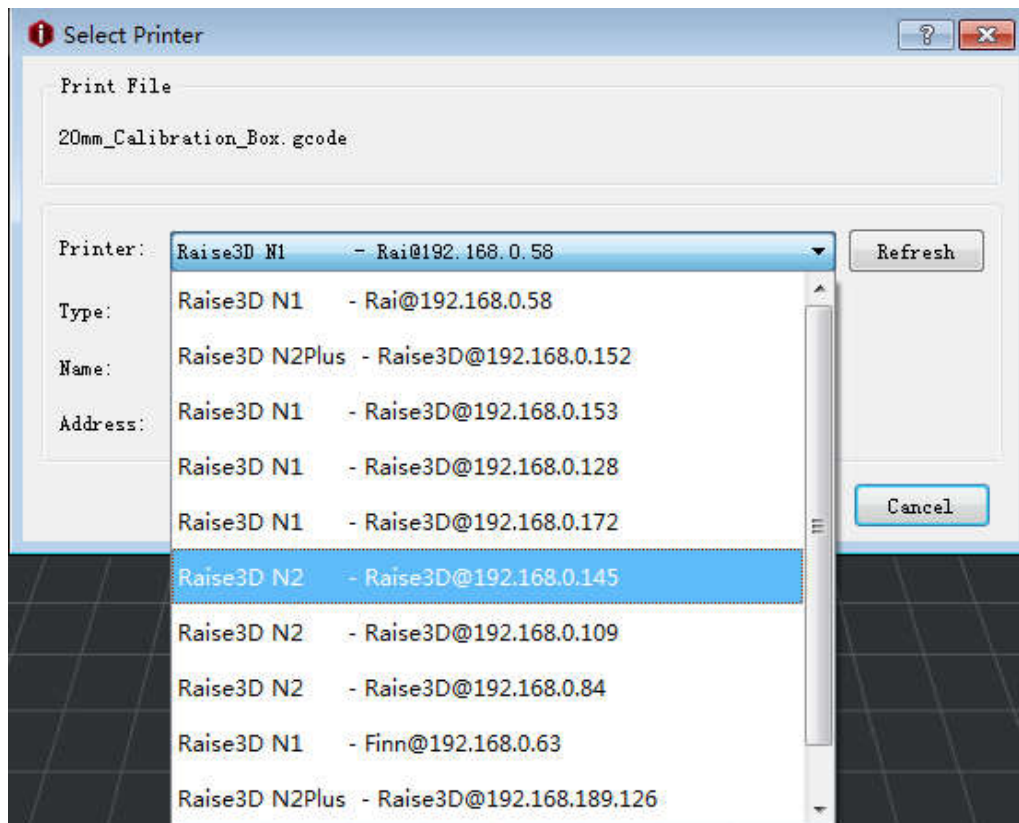 Select Printer
Print File
20mm_Calibration_Box.gcode
Printer: Raise3D N1 - Rai@192.168.0.58 Refresh
Raise3D N1 - Rai@192.168.0.58
Type:
Raise3D N2Plus - Raise3D@192.168.0.152
Name:
Raise3D N1 - Raise3D@192.168.0.153
Address:
Raise3D N1 - Raise3D@192.168.0.128
Raise3D N1 - Raise3D@192.168.0.172
Cancel
Raise3D N2 - Raise3D@192.168.0.145
Raise3D N2 - Raise3D@192.168.0.109
Raise3D N2 - Raise3D@192.168.0.84
Raise3D N1 - Finn@192.168.0.63
Raise3D N2Plus - Raise3D@192.168.189.126